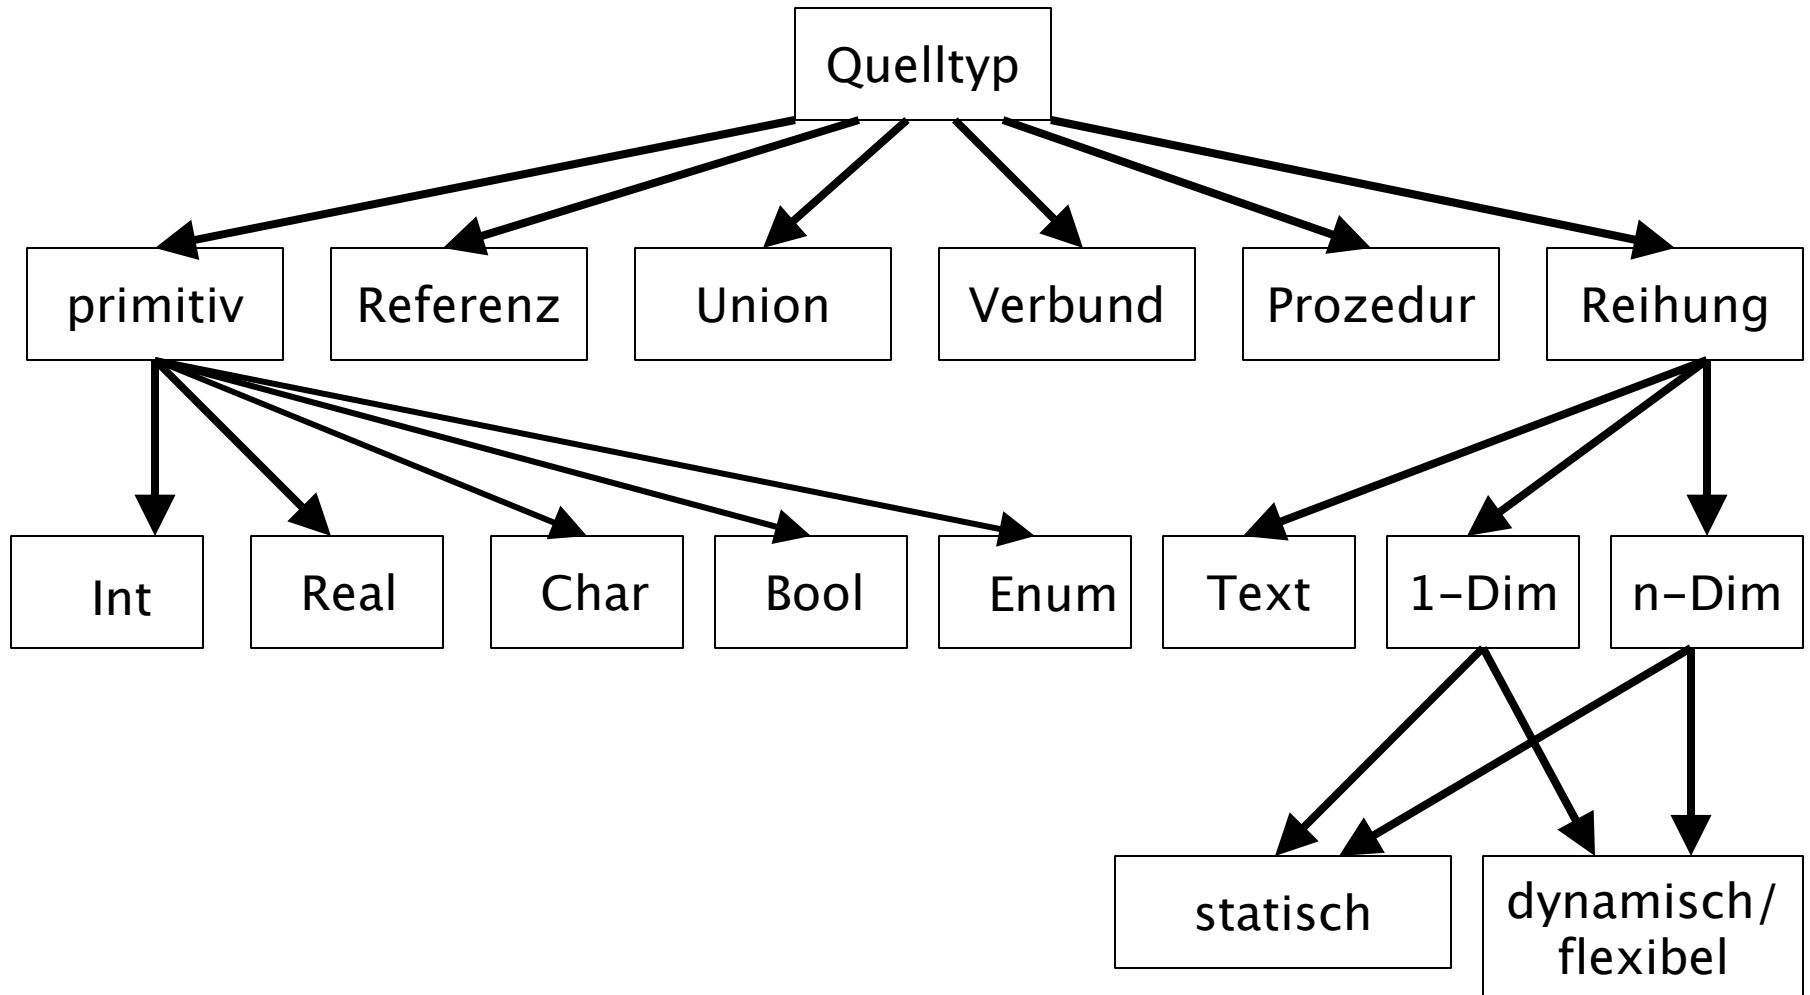 Quelltyp
primitiv
Referenz
Union
Verbund
Prozedur
Reihung
Int
Real
Char
Bool
Enum
Text
1-Dim
n-Dim
statisch
dynamisch/
flexibel